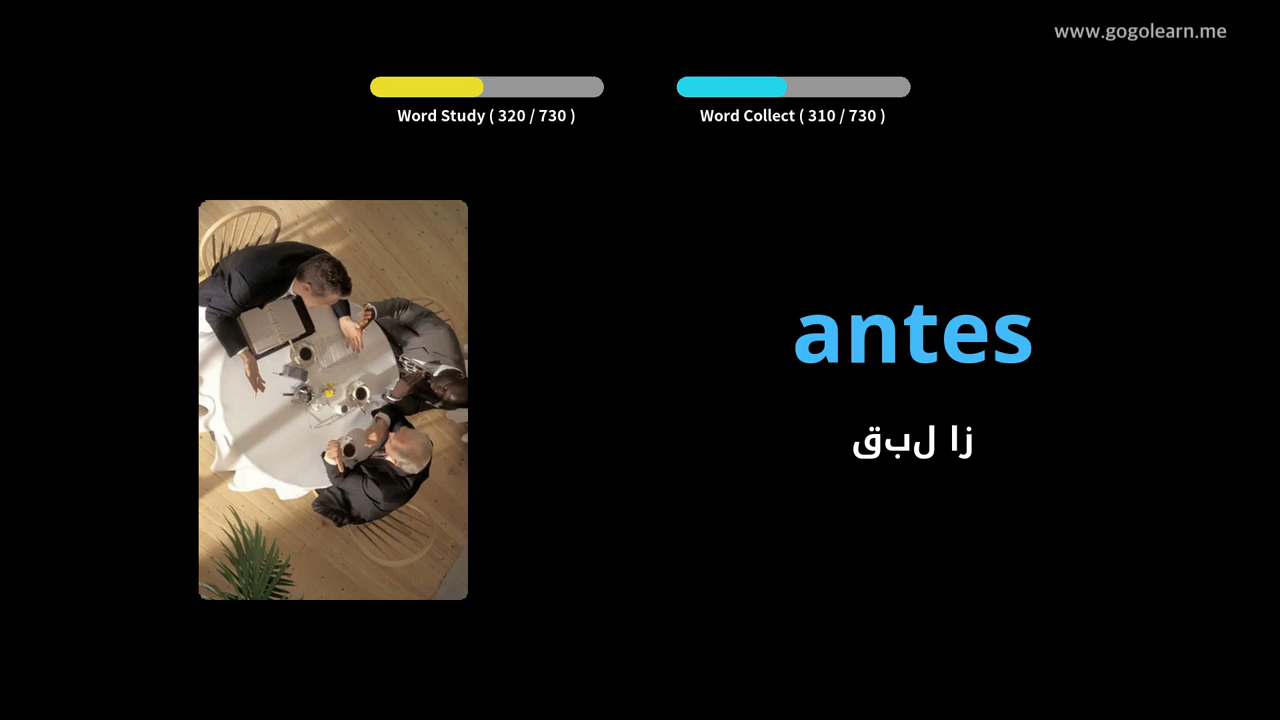 www.gogolearn.me
Word Study ( 320 / 730 )
Word Collect ( 310 / 730 )
antes
قبل از